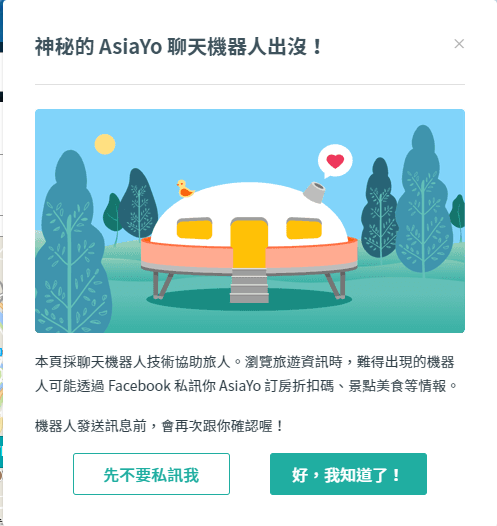 神秘的 AsiaYo 聊天機器人出沒！
本頁採聊天機器人技術協助旅人。瀏覽旅遊資訊時，難得出現的機器
人可能透過 Facebook 私訊你 AsiaYo 訂房折扣碼、景點美食等情報。
機器人發送訊息前，會再次跟你確認喔！
先不要私訊我
好，我知道了！